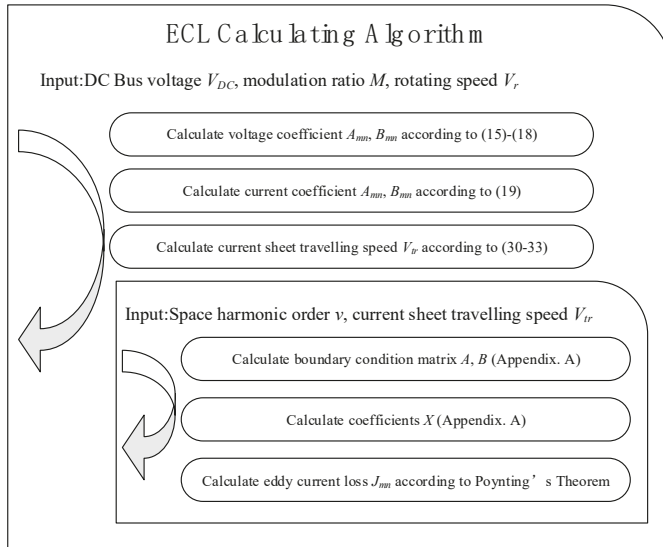 ECL Calculating Algorithm
Input:DC Bus voltage V_DC, modulation ratio M, rotating speed V_r
Calculate voltage coefficient A_mn, B_mn according to (15)-(18)
Calculate current coefficient A_mn, B_mn according to (19)
Calculate current sheet travelling speed V_tr according to (30-33)
Input:Space harmonic order v, current sheet travelling speed V_tr
Calculate boundary condition matrix A, B (Appendix. A)
Calculate coefficients X (Appendix. A)
Calculate eddy current loss J_mn according to Poynting’s Theorem